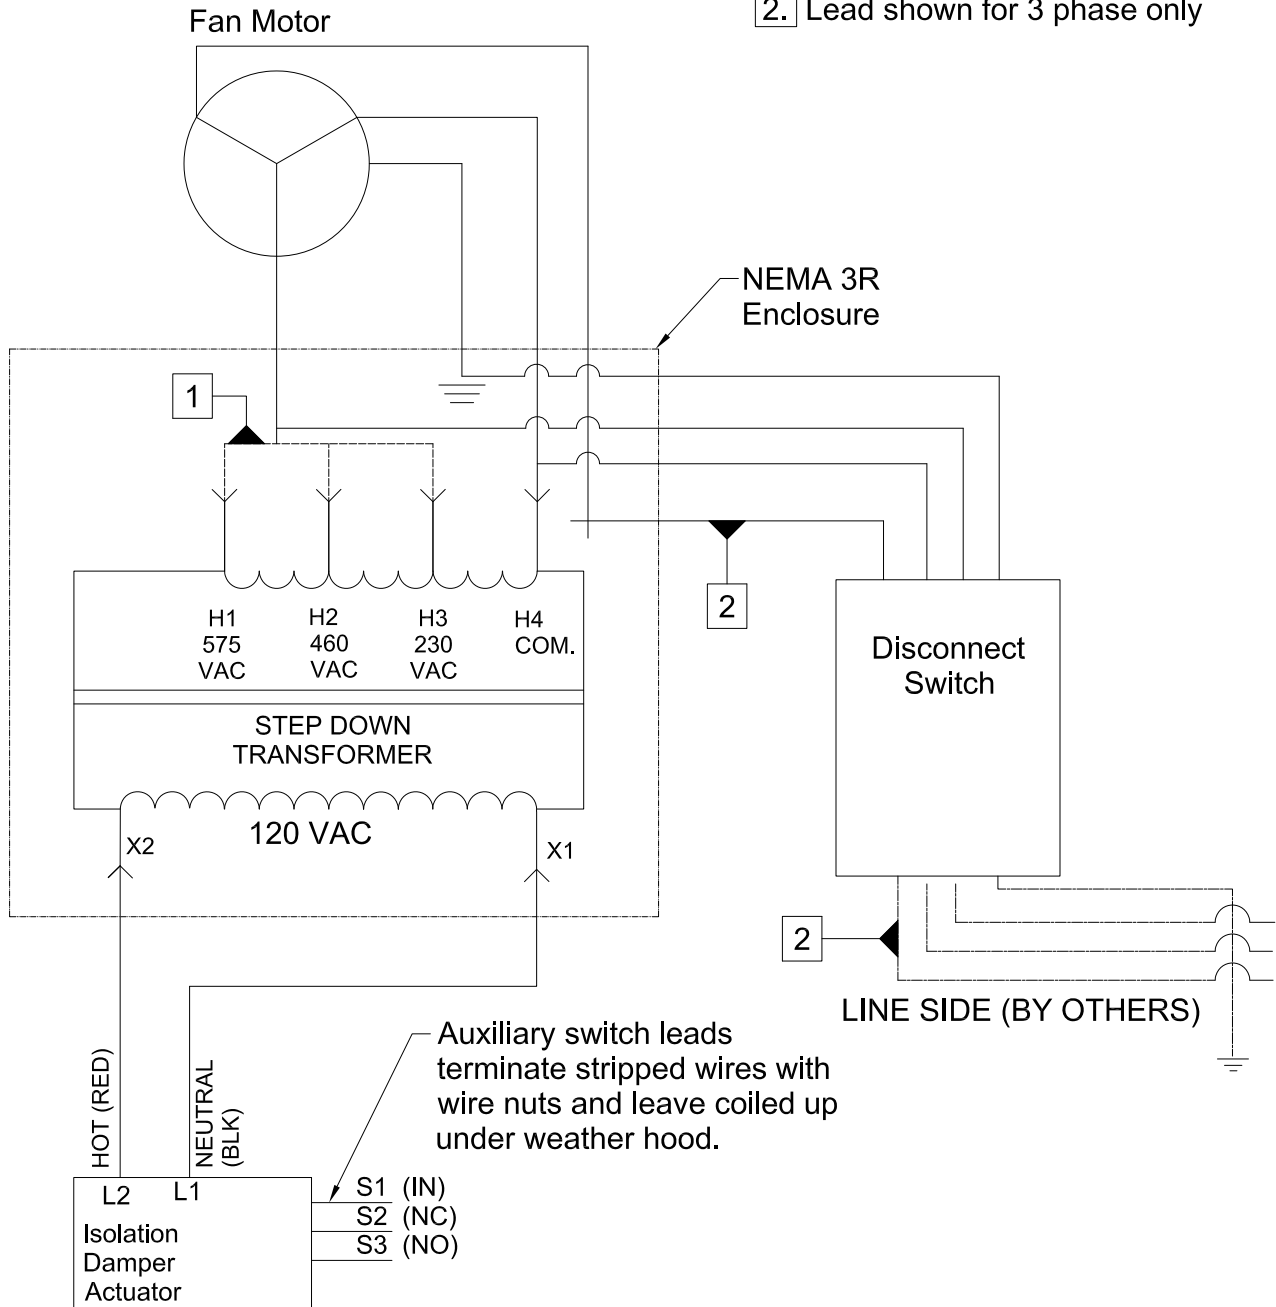 Fan Motor
2. Lead shown for 3 phase only
NEMA 3R
Enclosure
1
2
H1
575
VAC
H2
460
VAC
H3
230
VAC
H4
COM.
Disconnect
Switch
STEP DOWN
TRANSFORMER
120 VAC
X2
X1
2
LINE SIDE (BY OTHERS)
Auxiliary switch leads
terminate stripped wires with
wire nuts and leave coiled up
under weather hood.
HOT (RED)
NEUTRAL
(BLK)
L2
L1
S1 (IN)
S2 (NC)
S3 (NO)
Isolation
Damper
Actuator